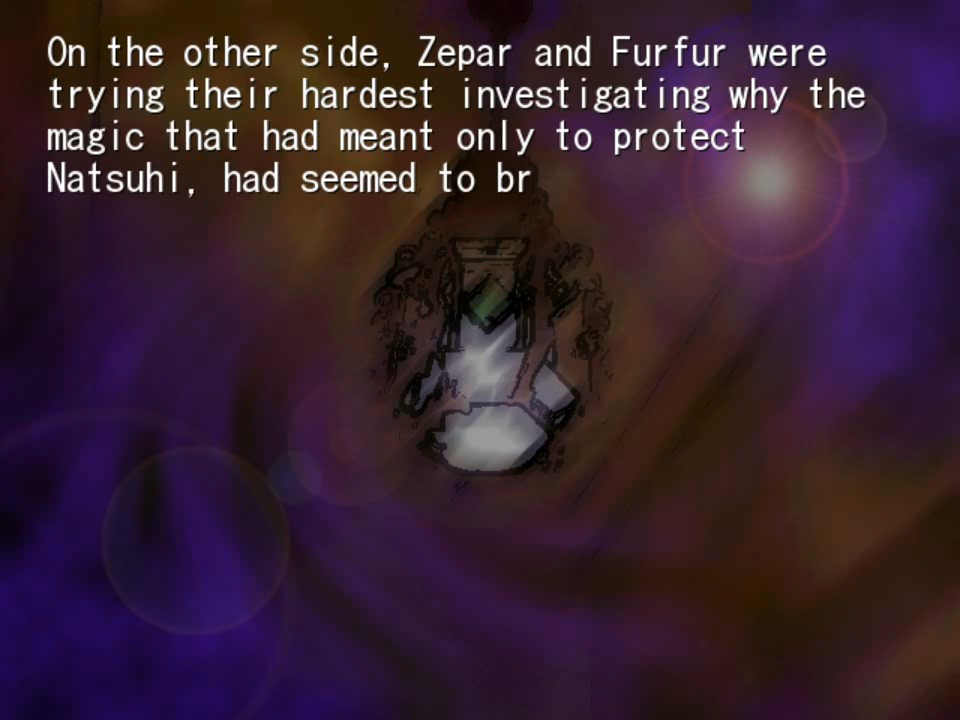 On the other side, Zepar and Furfur were
trying their hardest investigating why the
magic that had meant only to protect
Natsuhi, had seemed to br